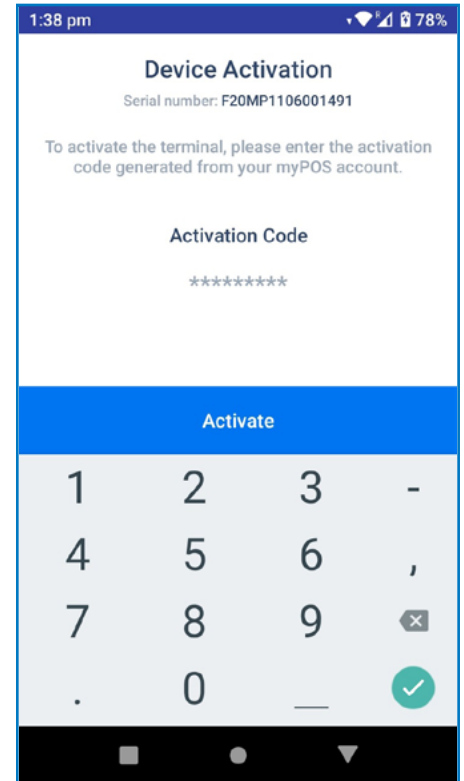 1:38 pm R 78%
Device Activation
Serial number: F20MP1106001491
To activate the terminal, please enter the activation
code generated from your myPOS account.
Activation Code
*********
Activate
1 2 3 -
4 5 6 ,
7 8 9
. 0 _